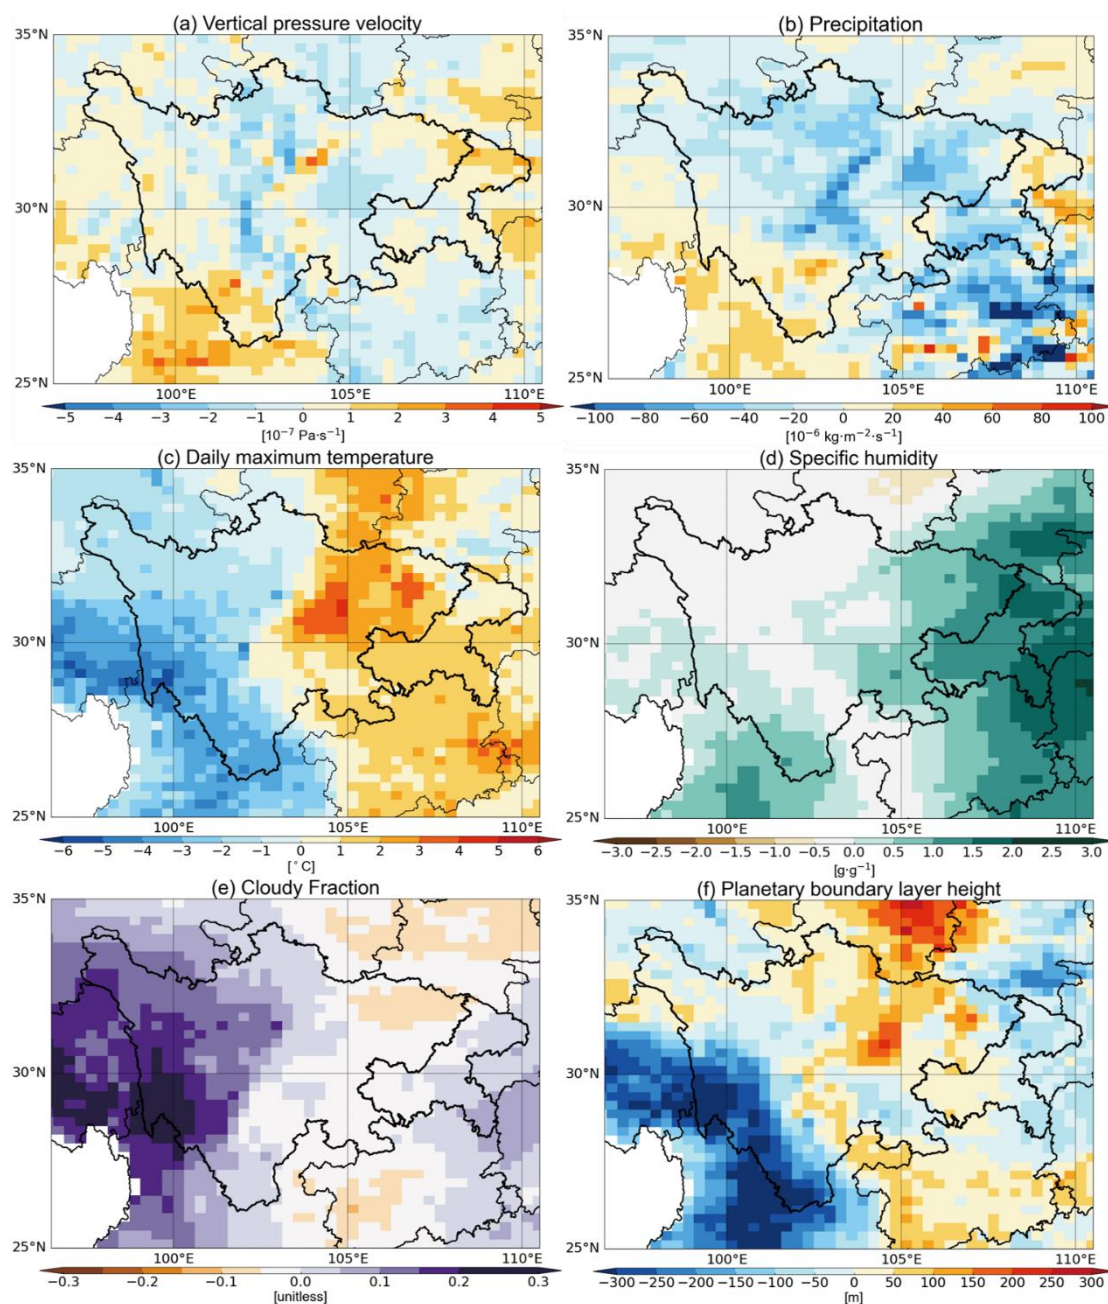 (a) Vertical pressure velocity
(b) Precipitation
35°N
35°N
30°N
30°N
25°N
25°N
100°E
105°E
110°E
100°E
105°E
110°E
−5 −4 −3 −2 −1 0 1 2 3 4 5
−100 −80 −60 −40 −20 0 20 40 60 80 100
[10⁻⁷ Pa·s⁻¹]
[10⁻⁶ kg·m⁻²·s⁻¹]
(c) Daily maximum temperature
(d) Specific humidity
35°N
35°N
30°N
30°N
25°N
25°N
100°E
105°E
110°E
100°E
105°E
110°E
−6 −5 −4 −3 −2 −1 0 1 2 3 4 5 6
−3.0 −2.5 −2.0 −1.5 −1.0 −0.5 0.0 0.5 1.0 1.5 2.0 2.5 3.0
[°C]
[g·g⁻¹]
(e) Cloudy Fraction
(f) Planetary boundary layer height
35°N
35°N
30°N
30°N
25°N
25°N
100°E
105°E
110°E
100°E
105°E
110°E
−0.3 −0.2 −0.1 0.0 0.1 0.2 0.3
−300 −250 −200 −150 −100 −50 0 50 100 150 200 250 300
[unitless]
[m]